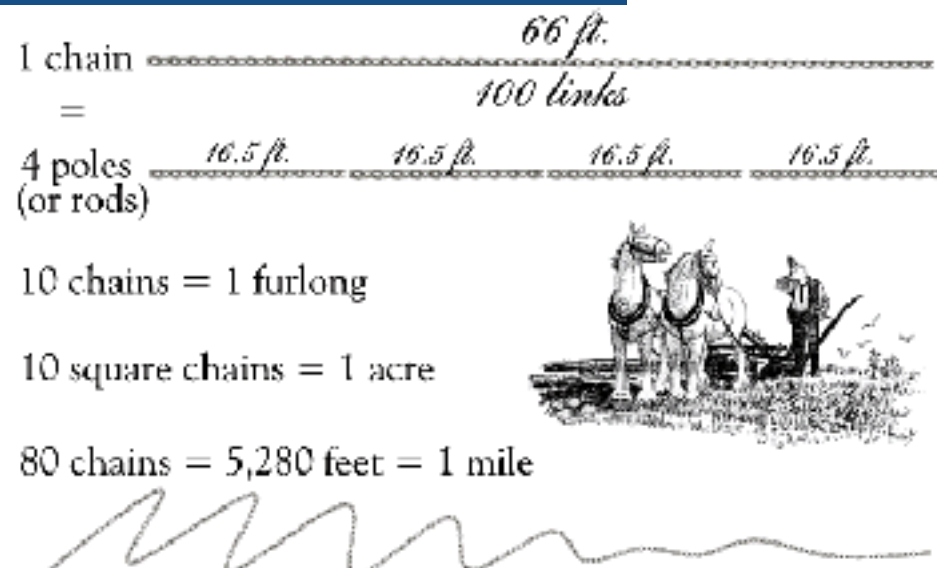 66 ft.
1 chain
100 links
=
16.5 ft. 16.5 ft. 16.5 ft. 16.5 ft.
4 poles
(or rods)
10 chains = 1 furlong
10 square chains = 1 acre
80 chains = 5,280 feet = 1 mile